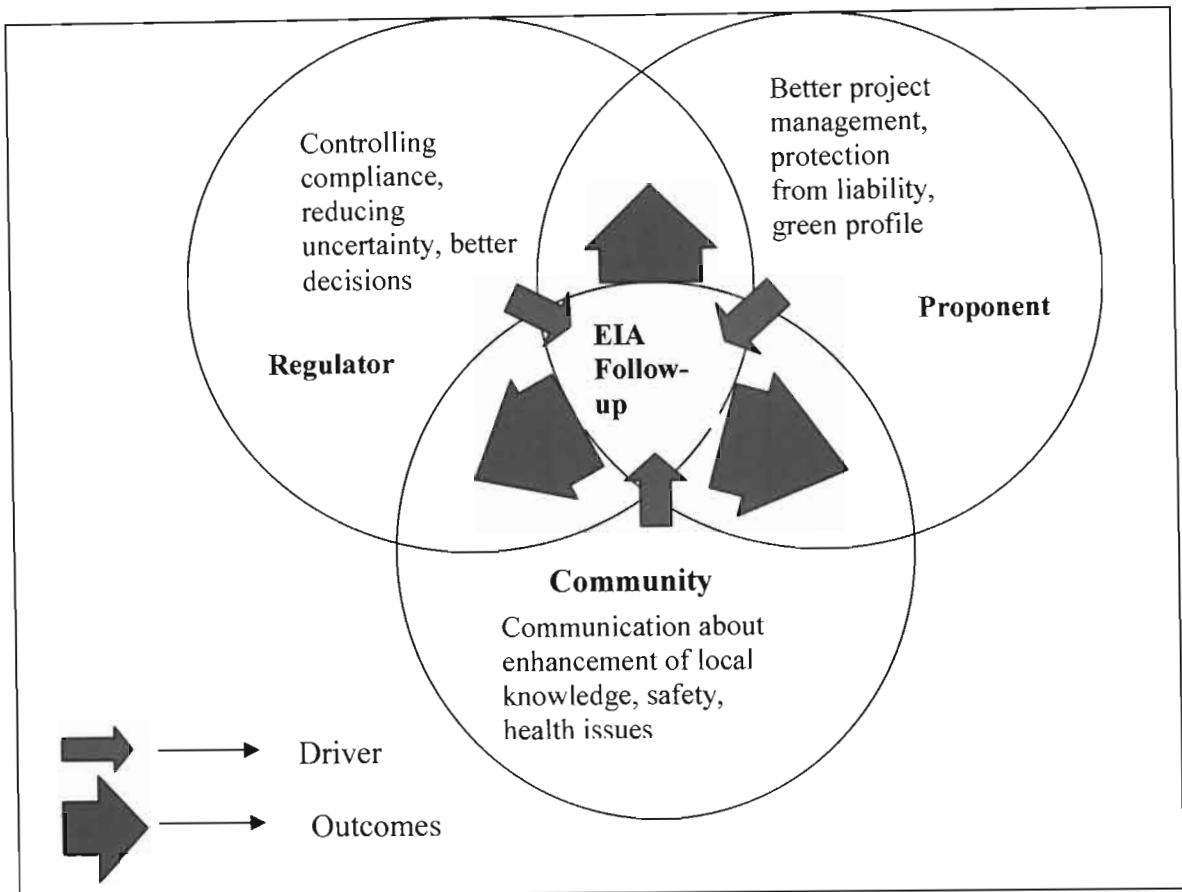 Controlling
compliance,
reducing
uncertainty, better
decisions
Regulator
Better project
management,
protection
from liability,
green profile
Proponent
EIA
Follow-
up
Community
Communication about
enhancement of local
knowledge, safety,
health issues
Driver
Outcomes